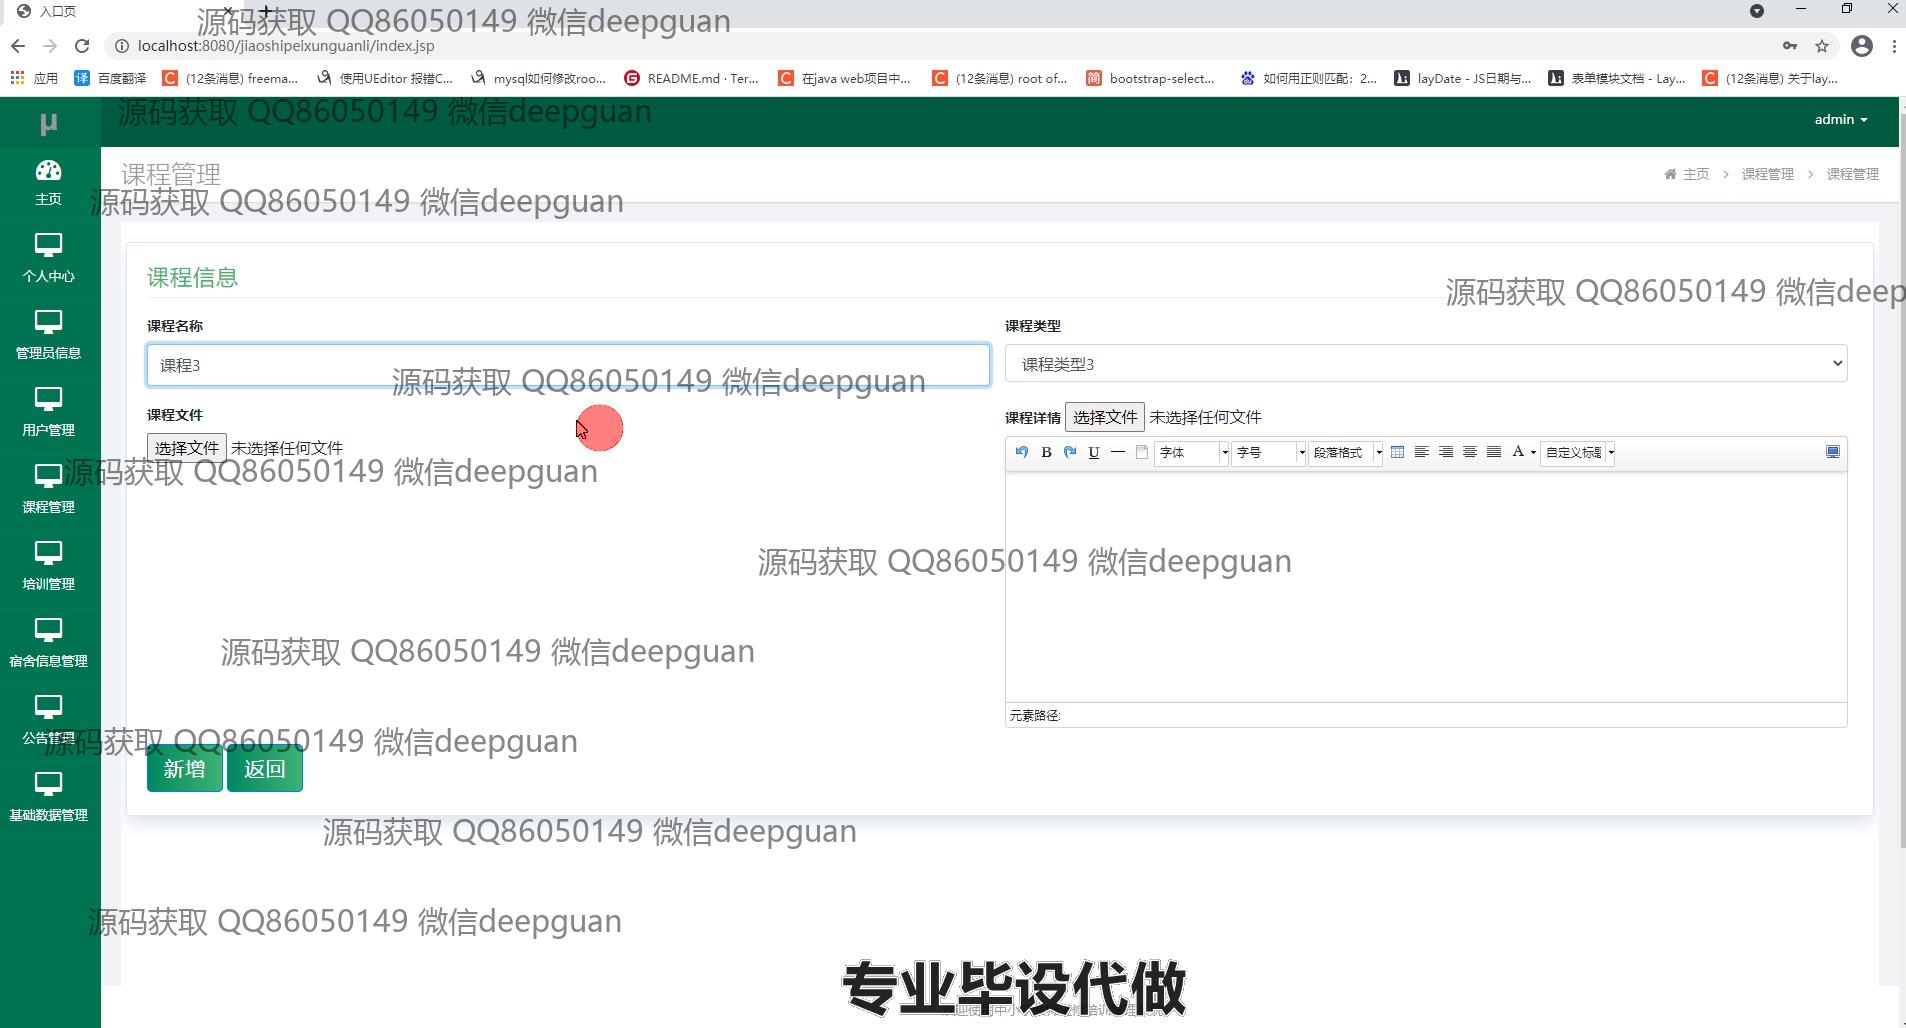 入口页
源码获取 QQ86050149 微信deepguan
localhost:8080/jiaoshipeixunguanli/index.jsp
应用 百度翻译 (12条消息) freema... 使用UEditor 报错C... mysql如何修改roo... README.md · Ter... 在java web项目中... (12条消息) root of... bootstrap-select... 如何用正则匹配：2... layDate - JS日期与... 表单模块文档 - Lay... (12条消息) 关于lay...
μ
源码获取 QQ86050149 微信deepguan
admin
主页
课程管理
主页 > 课程管理 > 课程管理
源码获取 QQ86050149 微信deepguan
个人中心
课程信息
源码获取 QQ86050149 微信deep
课程名称 课程类型
管理员信息
课程3
课程类型3
源码获取 QQ86050149 微信deepguan
课程文件
课程详情 选择文件 未选择任何文件
用户管理
选择文件 未选择任何文件
B U 字体 字号 段落格式 A 自定义标题
源码获取 QQ86050149 微信deepguan
课程管理
源码获取 QQ86050149 微信deepguan
培训管理
源码获取 QQ86050149 微信deepguan
宿舍信息管理
元素路径:
公告管理
源码获取 QQ86050149 微信deepguan
新增 返回
基础数据管理
源码获取 QQ86050149 微信deepguan
源码获取 QQ86050149 微信deepguan
专业毕设代做